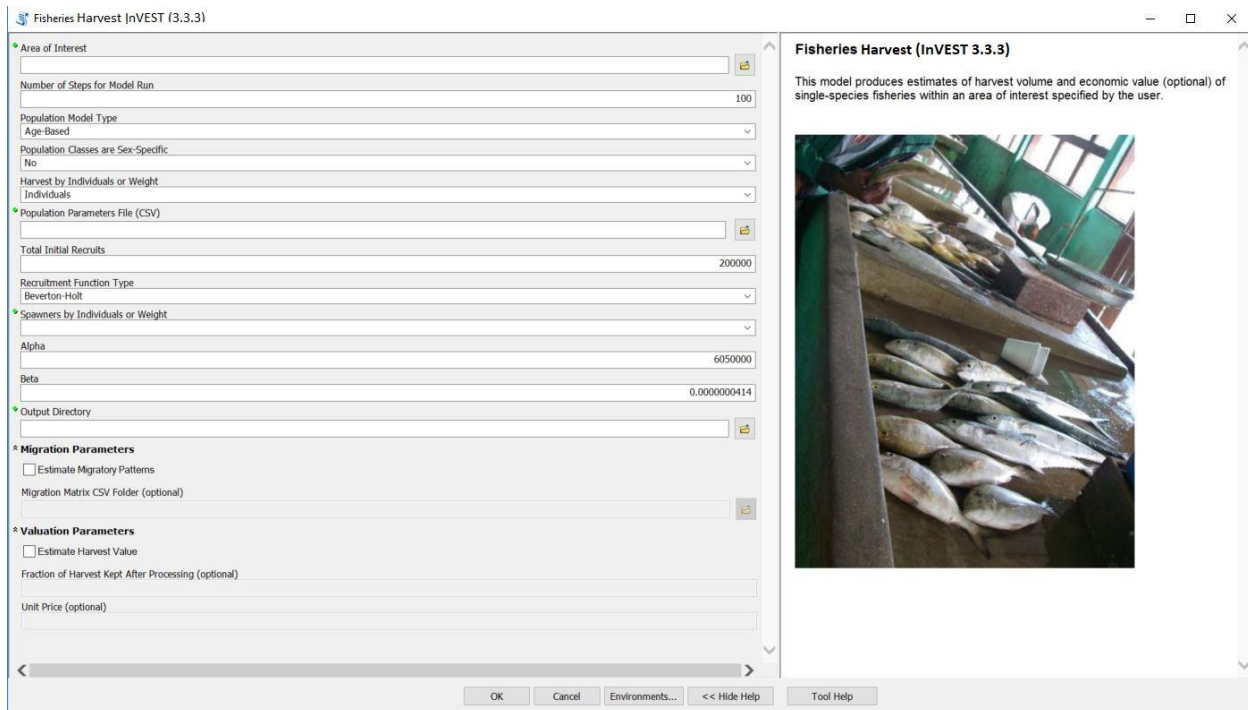 Fisheries Harvest InVEST (3.3.3)
Area of Interest
Number of Steps for Model Run
100
Population Model Type
Age-Based
Population Classes are Sex-Specific
No
Harvest by Individuals or Weight
Individuals
Population Parameters File (CSV)
Total Initial Recruits
200000
Recruitment Function Type
Beverton-Holt
Spawners by Individuals or Weight
Alpha
6050000
Beta
0.0000000414
Output Directory
Migration Parameters
Estimate Migratory Patterns
Migration Matrix CSV Folder (optional)
Valuation Parameters
Estimate Harvest Value
Fraction of Harvest Kept After Processing (optional)
Unit Price (optional)
Fisheries Harvest (InVEST 3.3.3)
This model produces estimates of harvest volume and economic value (optional) of
single-species fisheries within an area of interest specified by the user.
OK Cancel Environments... << Hide Help Tool Help